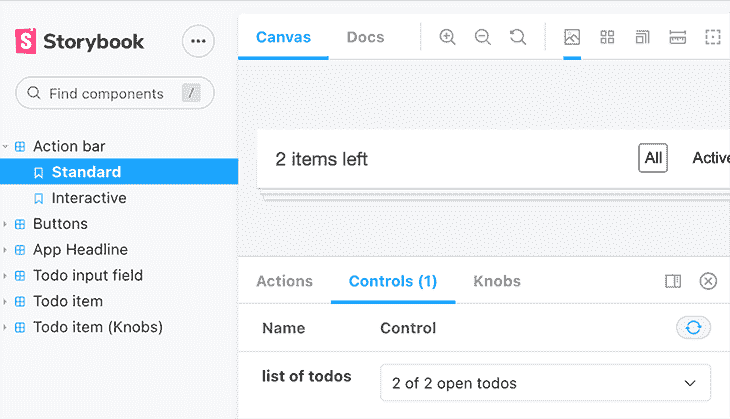 Storybook
Find components /
Action bar
Standard
Interactive
Buttons
App Headline
Todo input field
Todo item
Todo item (Knobs)
Canvas Docs
2 items left All Active
Actions Controls (1) Knobs
Name Control
list of todos 2 of 2 open todos